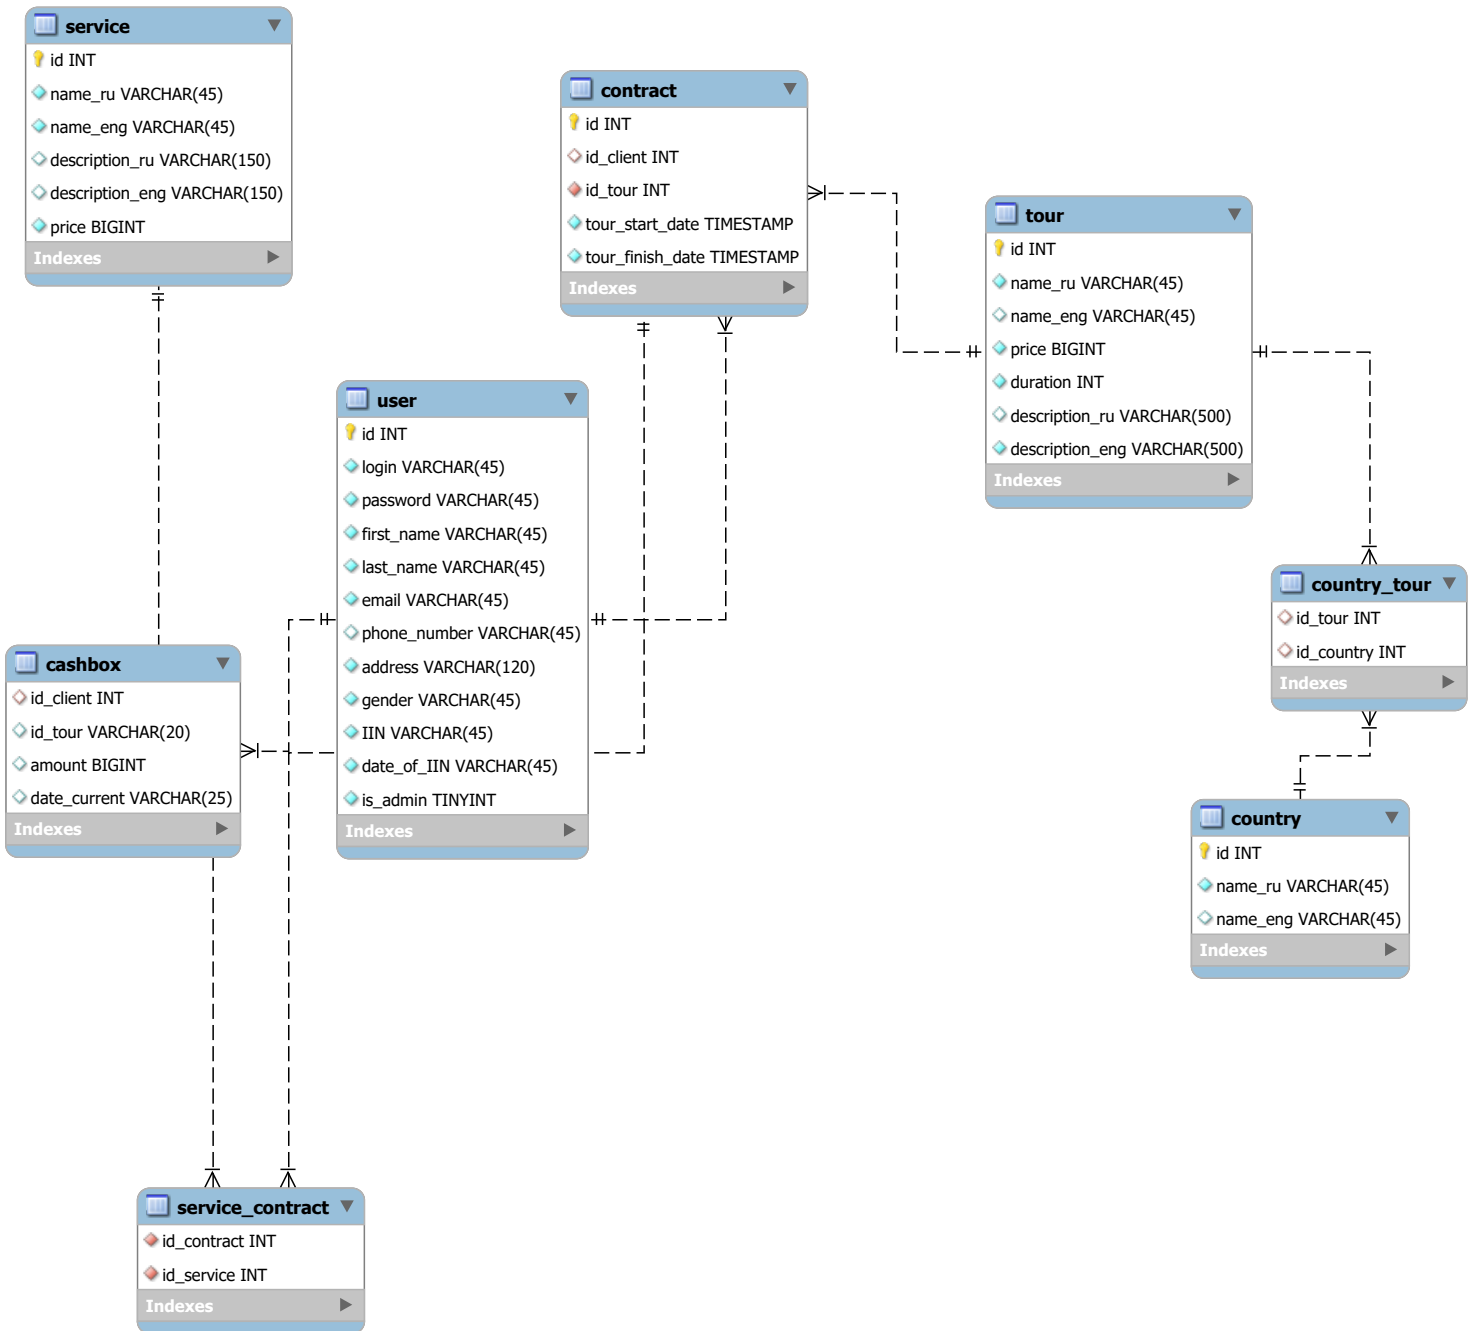 service
id INT
name_ru VARCHAR(45)
name_eng VARCHAR(45)
description_ru VARCHAR(150)
description_eng VARCHAR(150)
price BIGINT
Indexes
contract
id INT
id_client INT
id_tour INT
tour_start_date TIMESTAMP
tour_finish_date TIMESTAMP
Indexes
tour
id INT
name_ru VARCHAR(45)
name_eng VARCHAR(45)
price BIGINT
duration INT
description_ru VARCHAR(500)
description_eng VARCHAR(500)
Indexes
user
id INT
login VARCHAR(45)
password VARCHAR(45)
first_name VARCHAR(45)
last_name VARCHAR(45)
email VARCHAR(45)
phone_number VARCHAR(45)
address VARCHAR(120)
gender VARCHAR(45)
IIN VARCHAR(45)
date_of_IIN VARCHAR(45)
is_admin TINYINT
Indexes
country_tour
id_tour INT
id_country INT
Indexes
cashbox
id_client INT
id_tour VARCHAR(20)
amount BIGINT
date_current VARCHAR(25)
Indexes
country
id INT
name_ru VARCHAR(45)
name_eng VARCHAR(45)
Indexes
service_contract
id_contract INT
id_service INT
Indexes